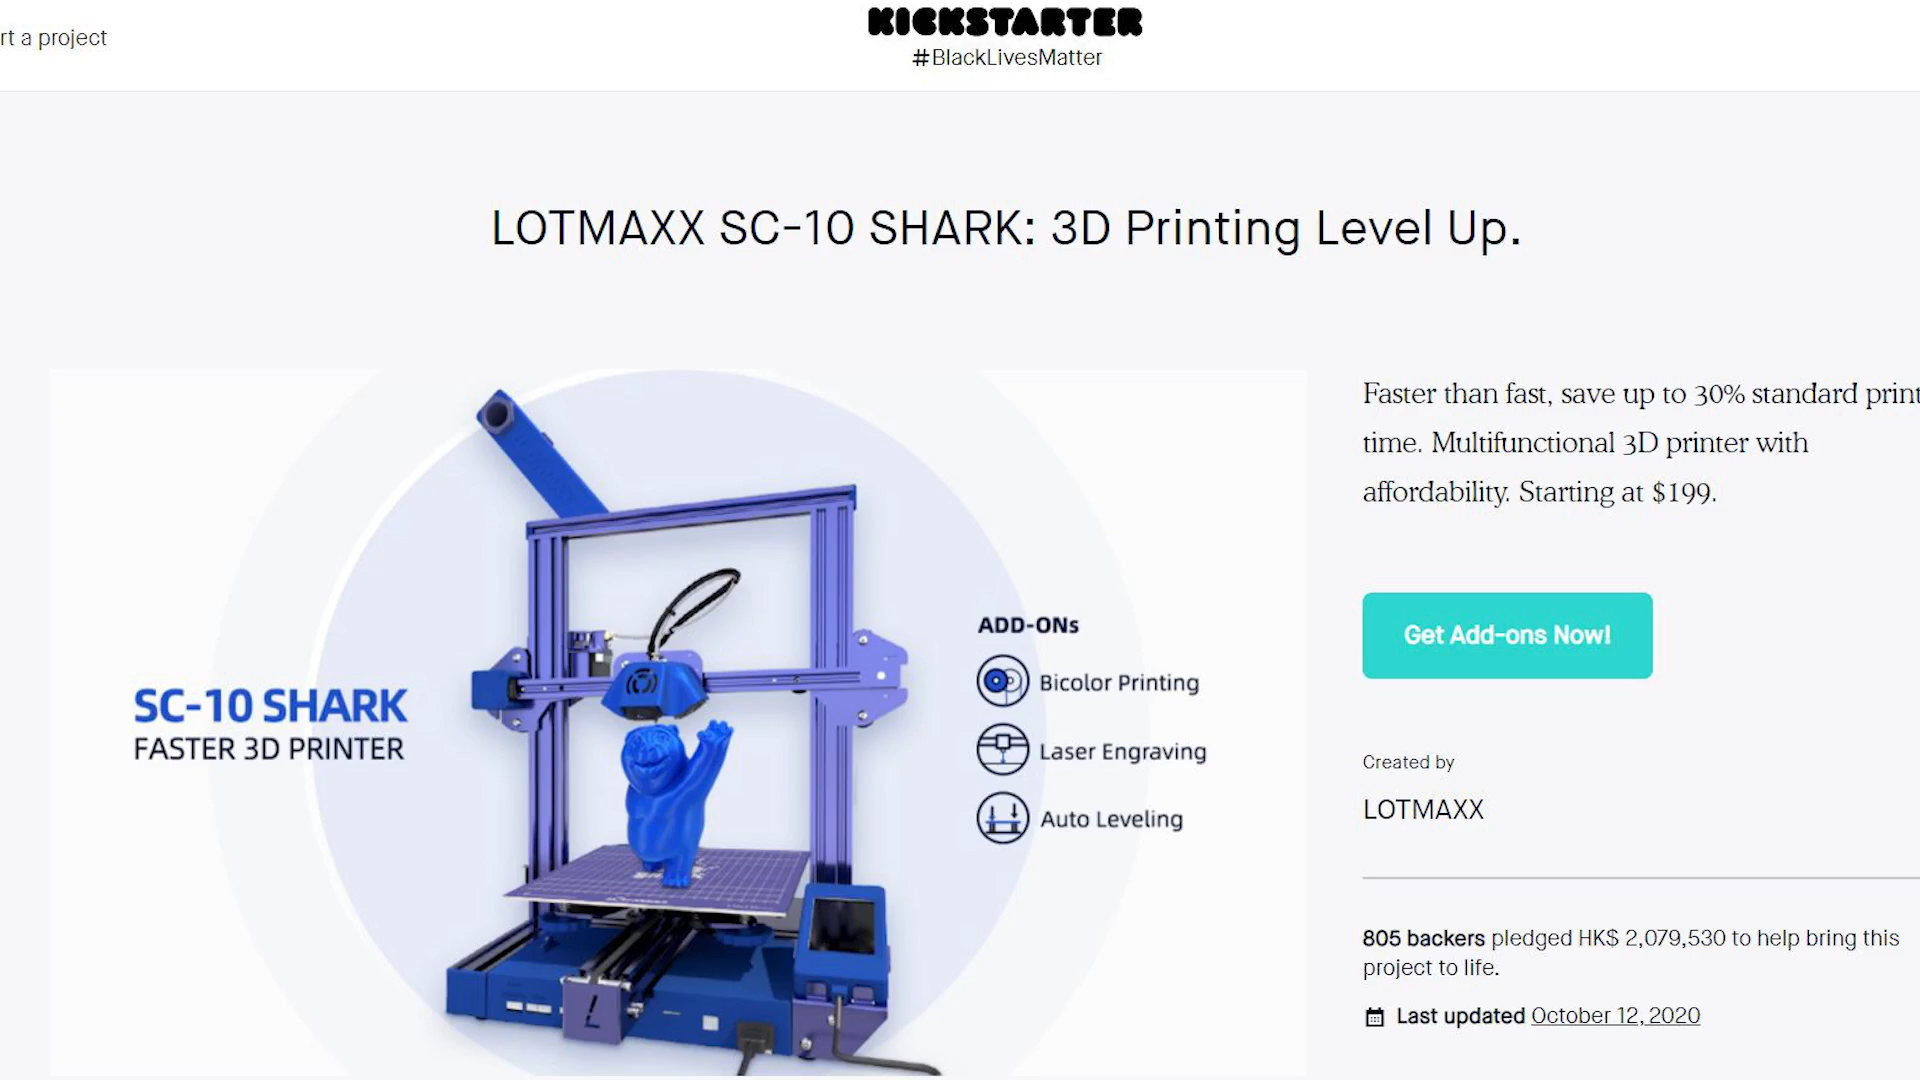 rt a project
KICKSTARTER
#BlackLivesMatter
LOTMAXX SC-10 SHARK: 3D Printing Level Up.
SC-10 SHARK
FASTER 3D PRINTER
ADD-ONs
Bicolor Printing
Laser Engraving
Auto Leveling
Faster than fast, save up to 30% standard print
time. Multifunctional 3D printer with
affordability. Starting at $199.
Get Add-ons Now!
Created by
LOTMAXX
805 backers pledged HK$ 2,079,530 to help bring this
project to life.
Last updated October 12, 2020